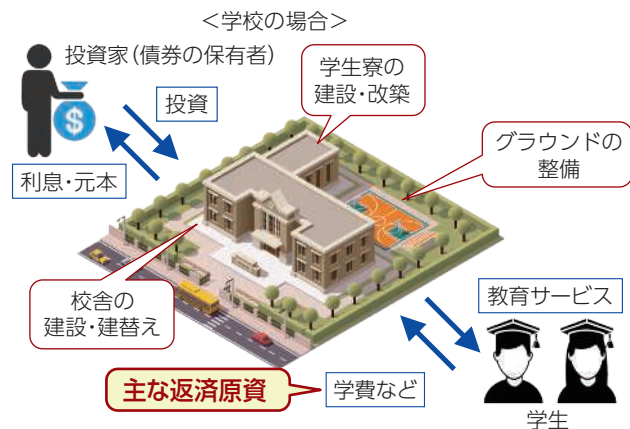 <学校の場合>
投資家(債券の保有者)
投資
利息・元本
学生寮の
建設・改築
グラウンドの
整備
校舎の
建設・建替え
教育サービス
主な返済原資
学費など
学生
$